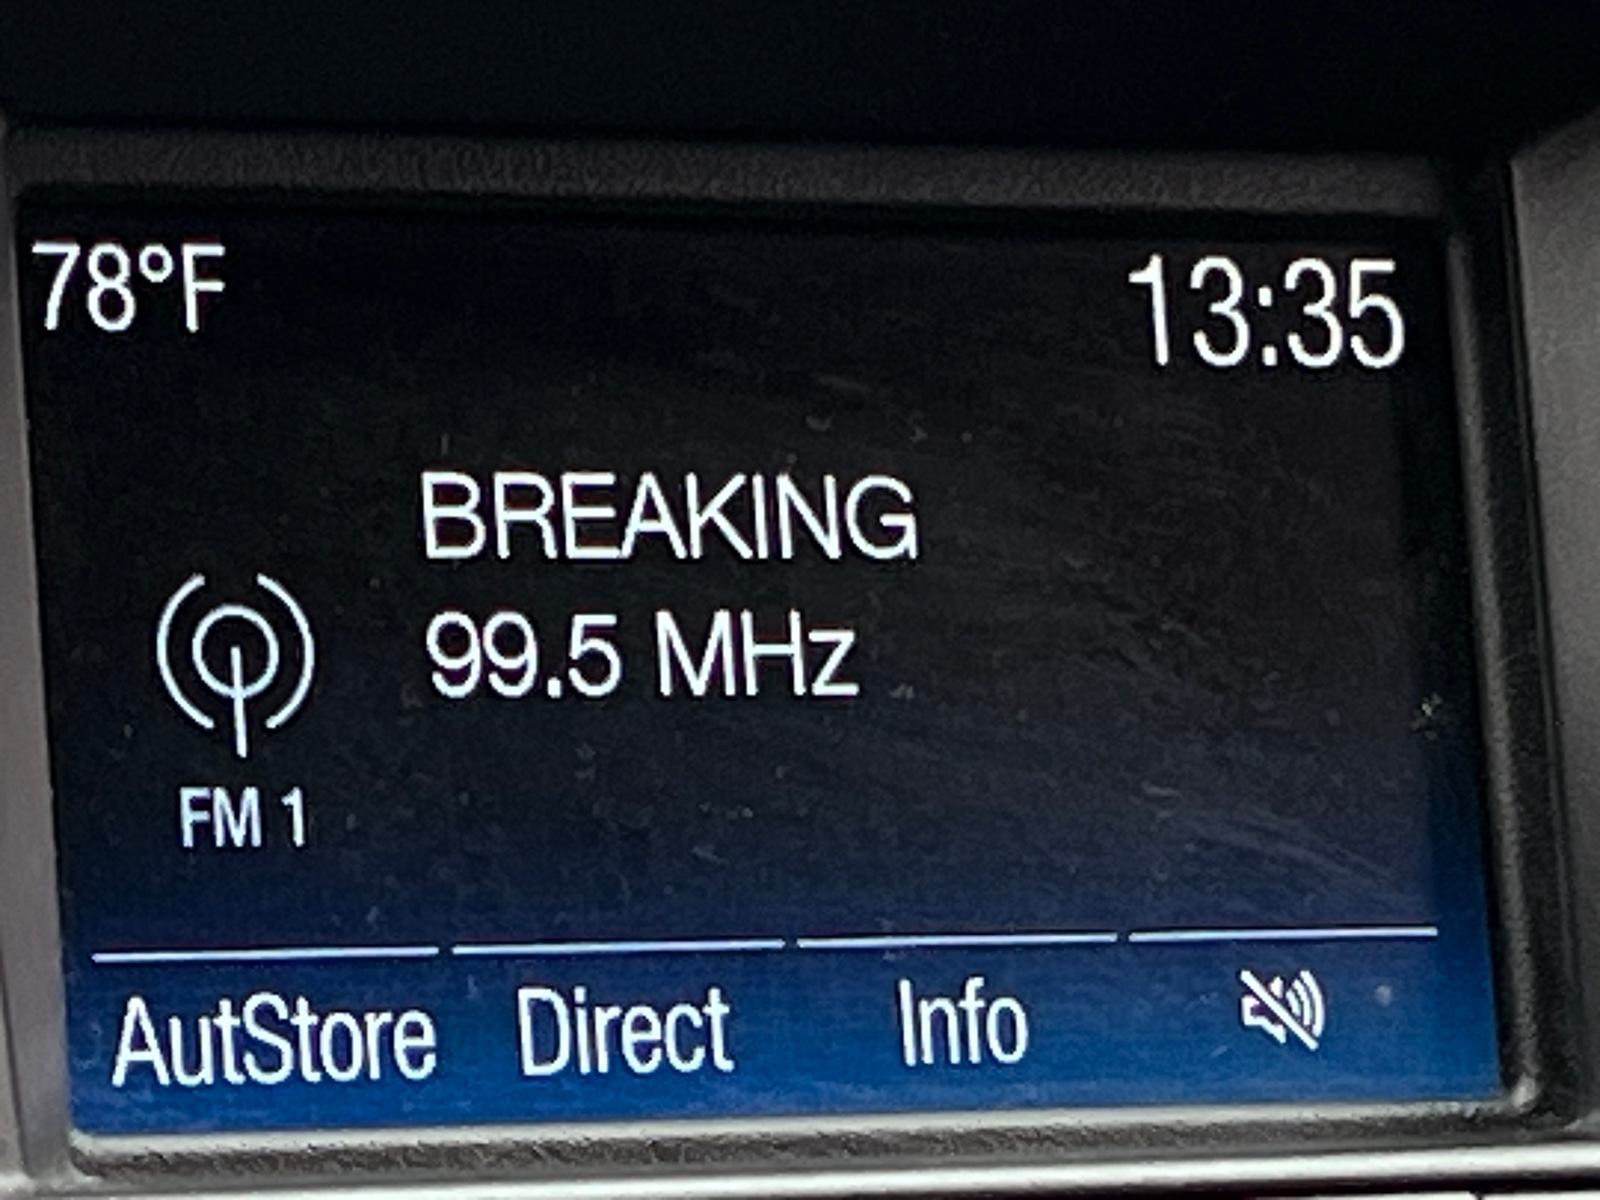 78°F
13:35
BREAKING
99.5 MHz
FM 1
AutStore Direct Info